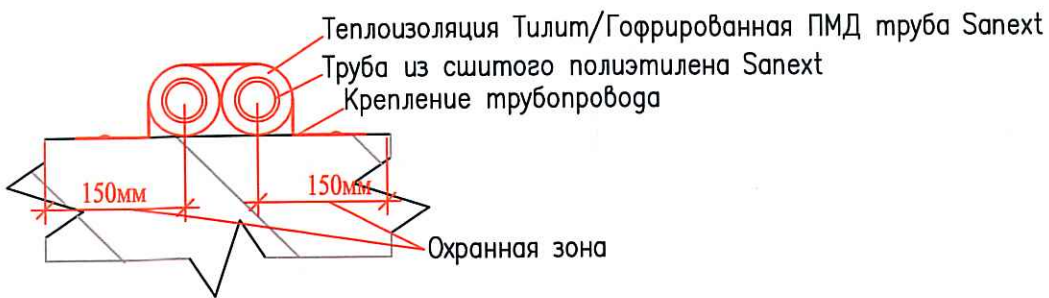 Теплоизоляция Тилит/Гофрированная ПМД труба Sanext
Труба из сшитого полиэтилена Sanext
Крепление трубопровода
150мм
150мм
Охранная зона